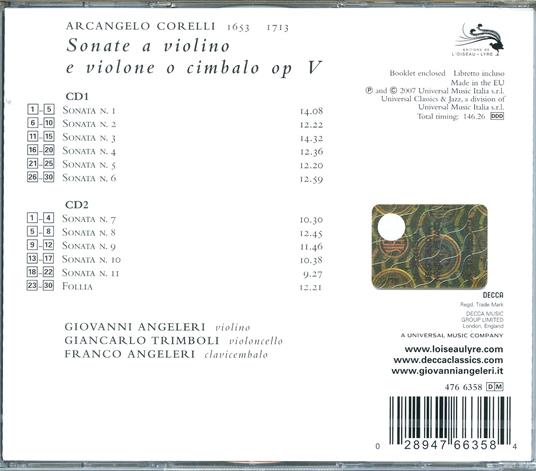 ARCANGELO CORELLI 1653 1713
Sonate a violino
e violone o cimbalo op V
CD1
1 – 5 SONATA N. 1 14.08
6 – 10 SONATA N. 2 12.22
11 – 15 SONATA N. 3 14.32
16 – 20 SONATA N. 4 12.36
21 – 25 SONATA N. 5 12.20
26 – 30 SONATA N. 6 12.59
CD2
1 – 4 SONATA N. 7 10.30
5 – 8 SONATA N. 8 12.45
9 – 12 SONATA N. 9 11.46
13 – 17 SONATA N. 10 10.38
18 – 22 SONATA N. 11 9.27
23 – 30 FOLLIA 12.21
GIOVANNI ANGELERI violino
GIANCARLO TRIMBOLI violoncello
FRANCO ANGELERI clavicembalo
EDITIONS DE
L'OISEAU-LYRE
Booklet enclosed Libretto incluso
Made in the EU
℗ and © 2007 Universal Music Italia s.r.l.
Universal Classics & Jazz, a division of
Universal Music Italia s.r.l.
Total timing: 146.26 DDD
DECCA
Regd. Trade Mark
DECCA MUSIC
GROUP LIMITED
London, England
A UNIVERSAL MUSIC COMPANY
www.loiseaulyre.com
www.deccaclassics.com
www.giovanniangeleri.it
476 6358 DM
0 28947 66358 4